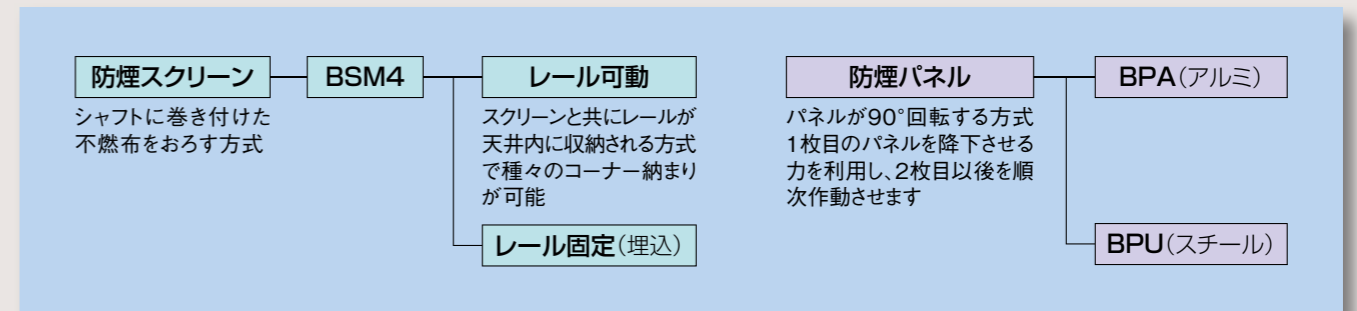 防煙スクリーン
BSM4
レール可動
シャフトに巻き付けた
不燃布をおろす方式
スクリーンと共にレールが
天井内に収納される方式
で種々のコーナー納まり
が可能
レール固定(埋込)
防煙パネル
BPA(アルミ)
パネルが90°回転する方式
1枚目のパネルを降下させる
力を利用し、2枚目以後を順
次作動させます
BPU(スチール)